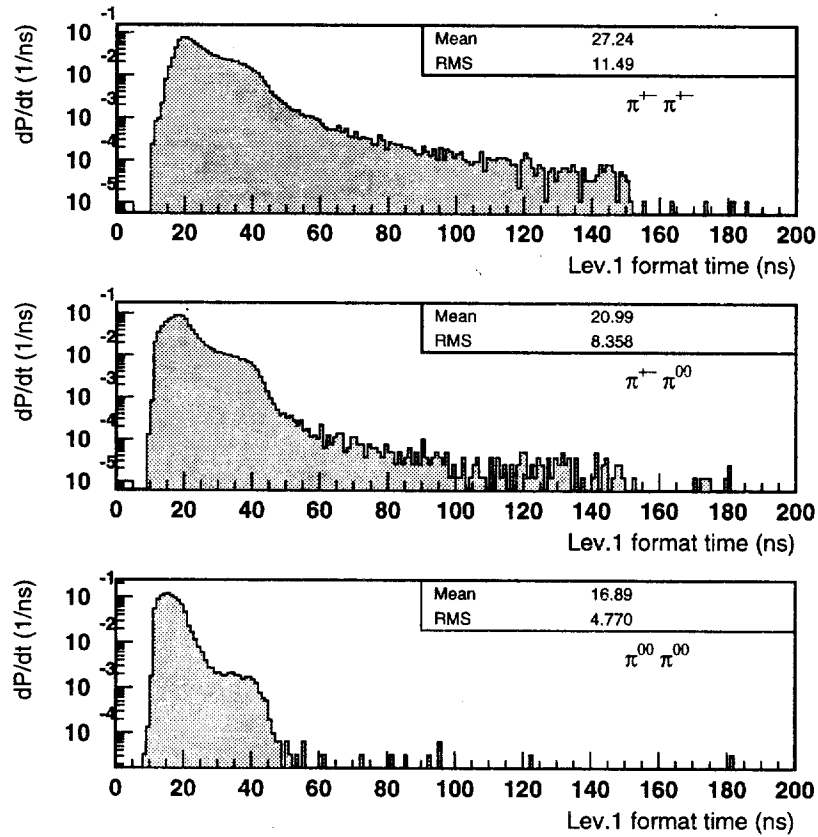 dP/dt (1/ns)
10⁻¹
10⁻²
10⁻³
10⁻⁴
10⁻⁵
Mean 27.24
RMS 11.49
π⁺⁻ π⁺⁻
0 20 40 60 80 100 120 140 160 180 200
Lev.1 format time (ns)
dP/dt (1/ns)
10⁻¹
10⁻²
10⁻³
10⁻⁴
10⁻⁵
Mean 20.99
RMS 8.358
π⁺⁻ π⁰⁰
0 20 40 60 80 100 120 140 160 180 200
Lev.1 format time (ns)
dP/dt (1/ns)
10⁻¹
10⁻²
10⁻³
10⁻⁴
Mean 16.89
RMS 4.770
π⁰⁰ π⁰⁰
0 20 40 60 80 100 120 140 160 180 200
Lev.1 format time (ns)